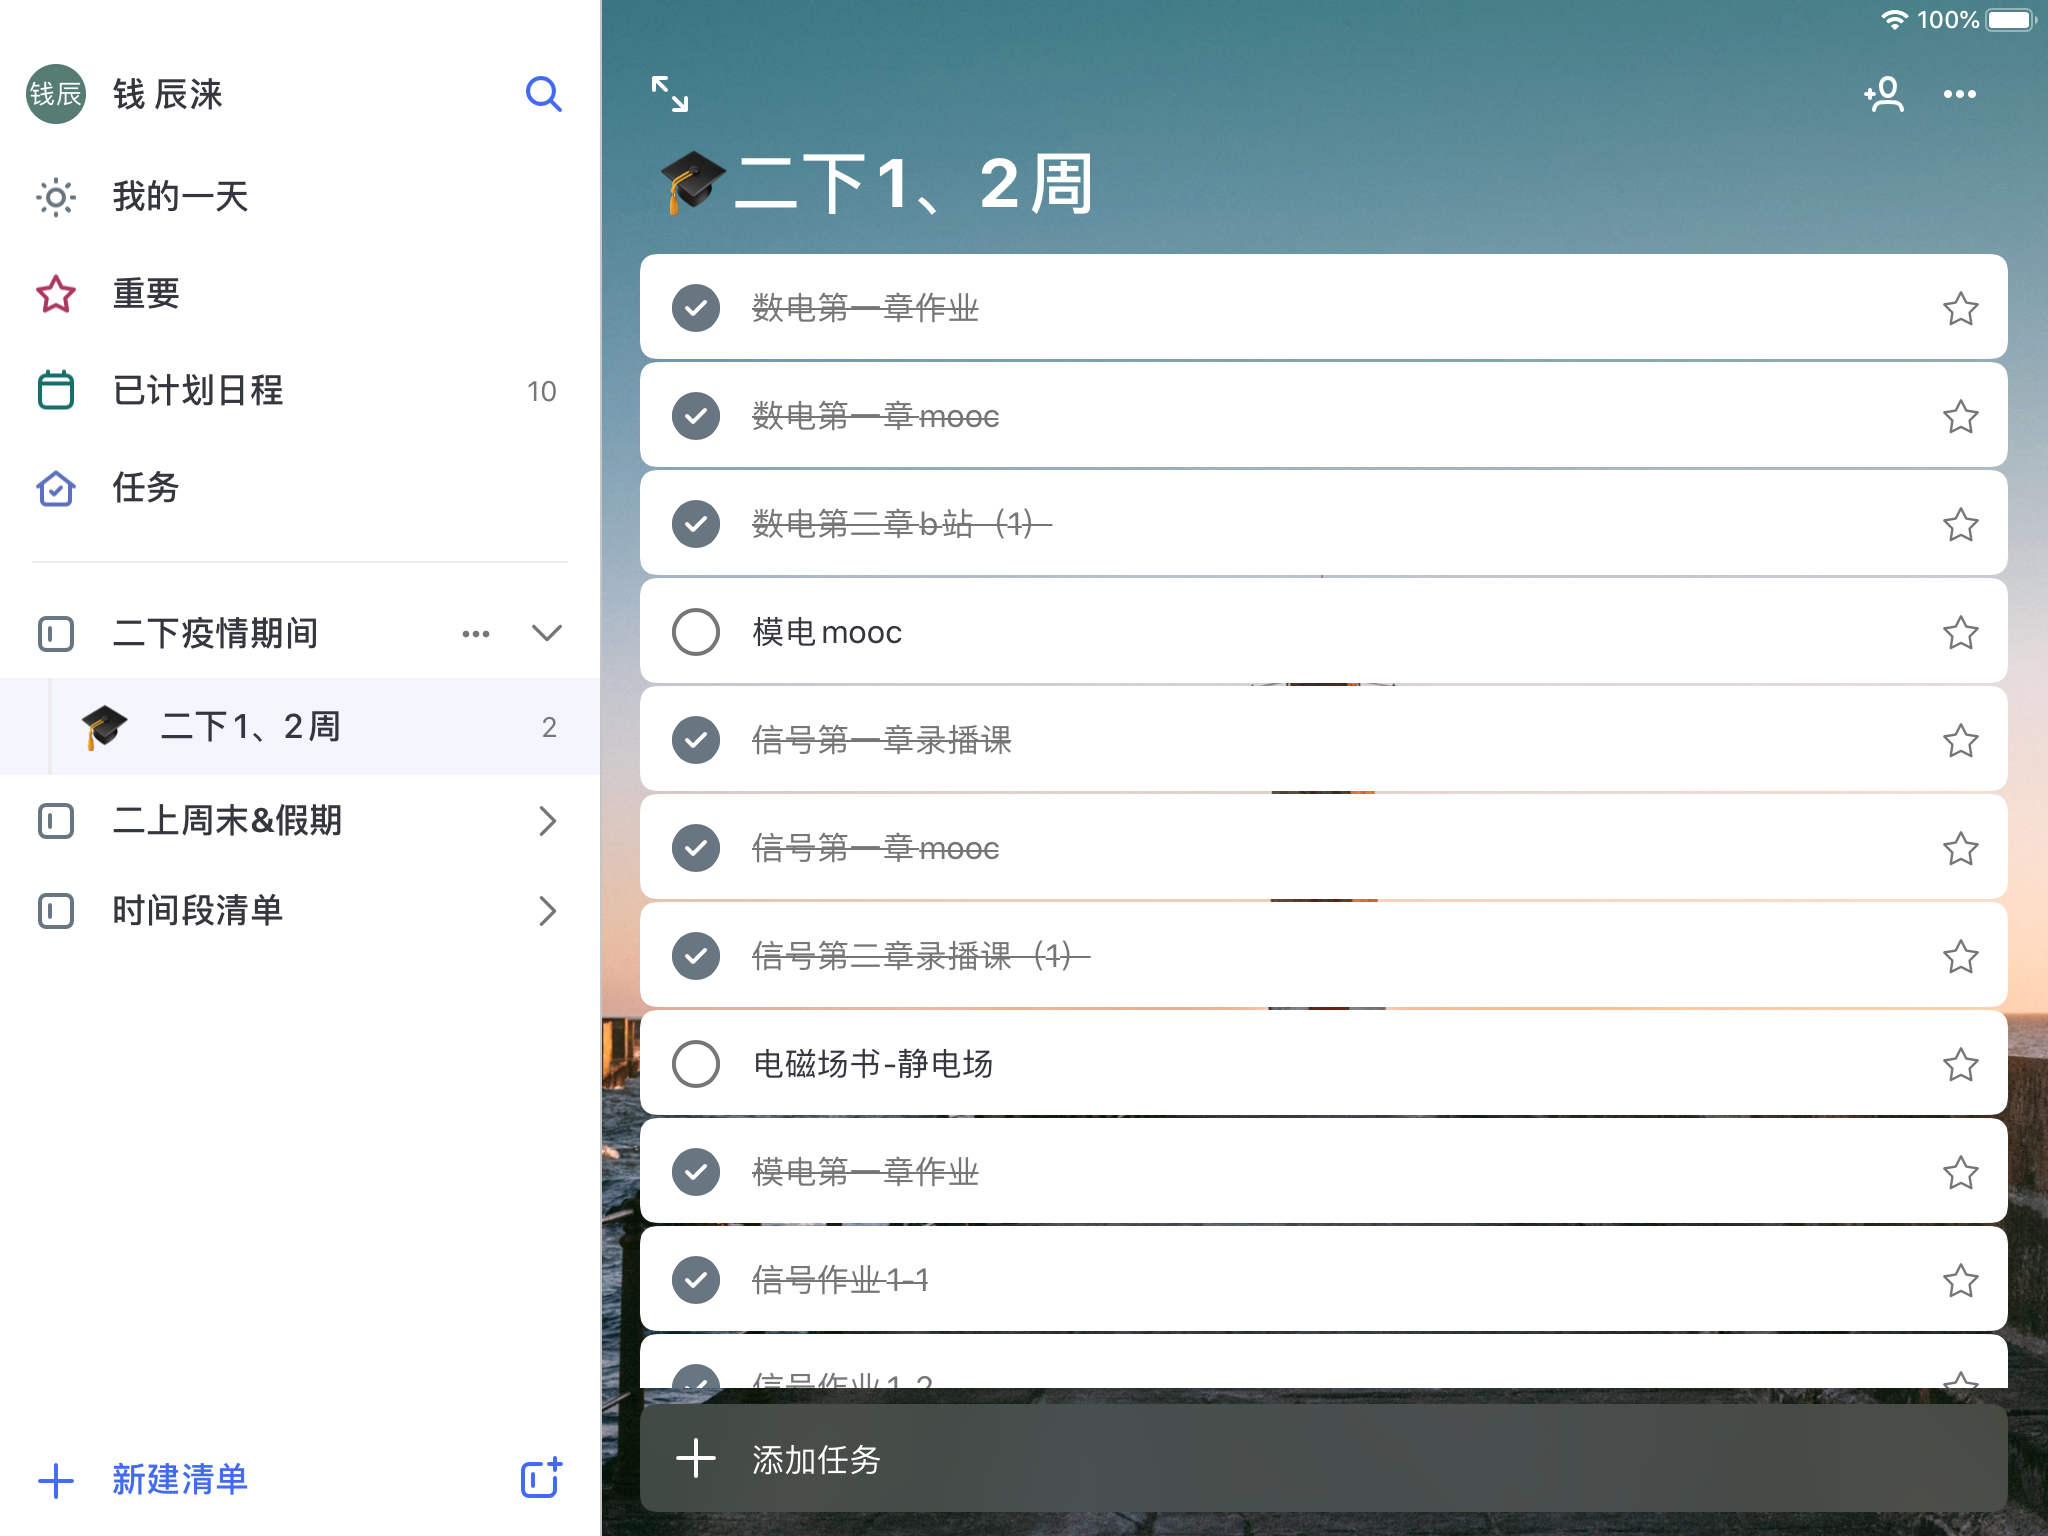 100%
钱辰
钱 辰涞
我的一天
重要
已计划日程
10
任务
二下疫情期间
二下1、2周
2
二上周末&假期
时间段清单
新建清单
二下1、2周
数电第一章作业
数电第一章mooc
数电第二章b站（1）
模电mooc
信号第一章录播课
信号第一章mooc
信号第二章录播课（1）
电磁场书-静电场
模电第一章作业
信号作业1-1
信号作业1-2
添加任务